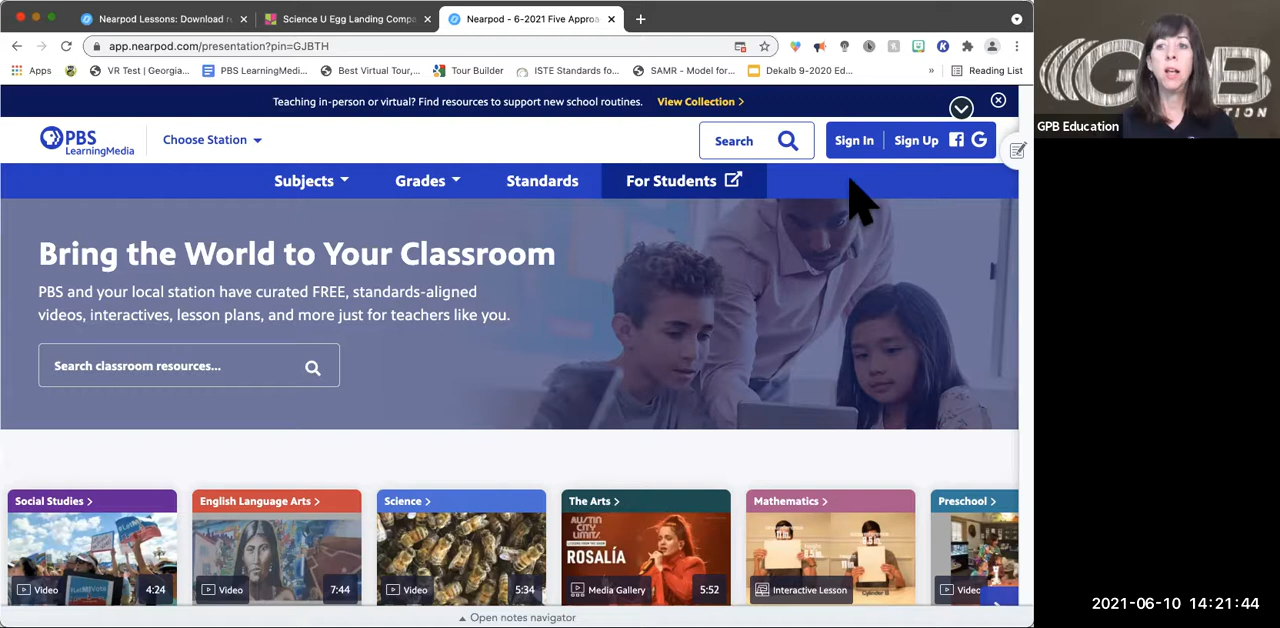 Nearpod Lessons: Download r
Science U Egg Landing Comp
Nearpod - 6-2021 Five Approa
app.nearpod.com/presentation?pin=GJBTH
Apps
VR Test | Georgia...
PBS LearningMedi...
Best Virtual Tour,...
Tour Builder
ISTE Standards fo...
SAMR - Model for...
Dekalb 9-2020 Ed...
»
Reading List
Teaching in-person or virtual? Find resources to support new school routines. View Collection >
PBS
LearningMedia
Choose Station
Search
Sign In
Sign Up
Subjects
Grades
Standards
For Students
Bring the World to Your Classroom
PBS and your local station have curated FREE, standards-aligned
videos, interactives, lesson plans, and more just for teachers like you.
Search classroom resources...
Social Studies >
English Language Arts >
Science >
The Arts >
Mathematics >
Preschool >
AUSTIN
CITY
LIMITS
ROSALÍA
Video
4:24
Video
7:44
Video
5:34
Media Gallery
5:52
Interactive Lesson
Video
Open notes navigator
GPB
GPB Education
2021-06-10 14:21:44